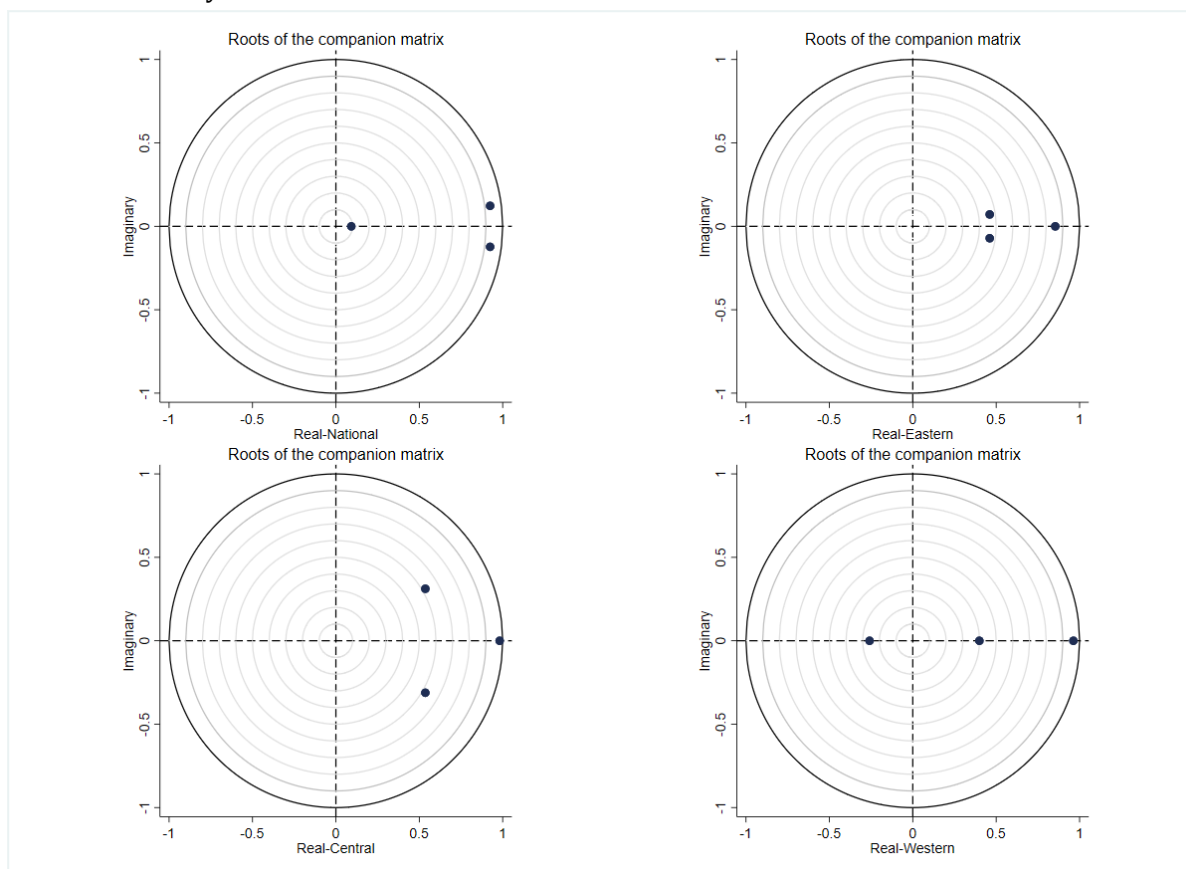 Roots of the companion matrix
1
0.5
0
-0.5
-1
Imaginary
-1 -0.5 0 0.5 1
Real-National
Roots of the companion matrix
1
0.5
0
-0.5
-1
Imaginary
-1 -0.5 0 0.5 1
Real-Eastern
Roots of the companion matrix
1
0.5
0
-0.5
-1
Imaginary
-1 -0.5 0 0.5 1
Real-Central
Roots of the companion matrix
1
0.5
0
-0.5
-1
Imaginary
-1 -0.5 0 0.5 1
Real-Western